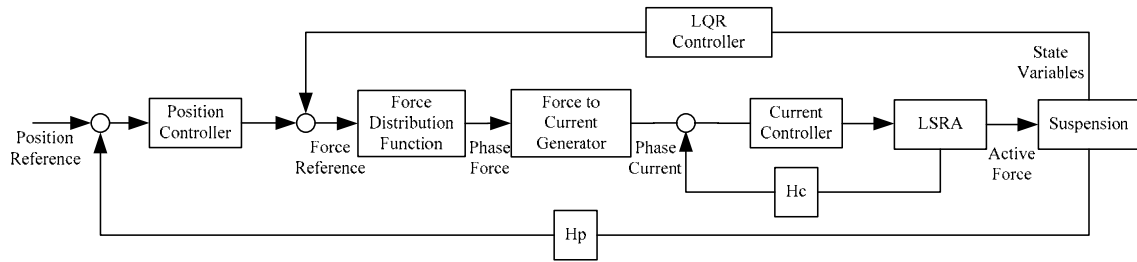 LQR
Controller
State
Variables
Position
Reference
Position
Controller
Force
Reference
Force
Distribution
Function
Phase
Force
Force to
Current
Generator
Phase
Current
Current
Controller
LSRA
Active
Force
Suspension
Hc
Hp